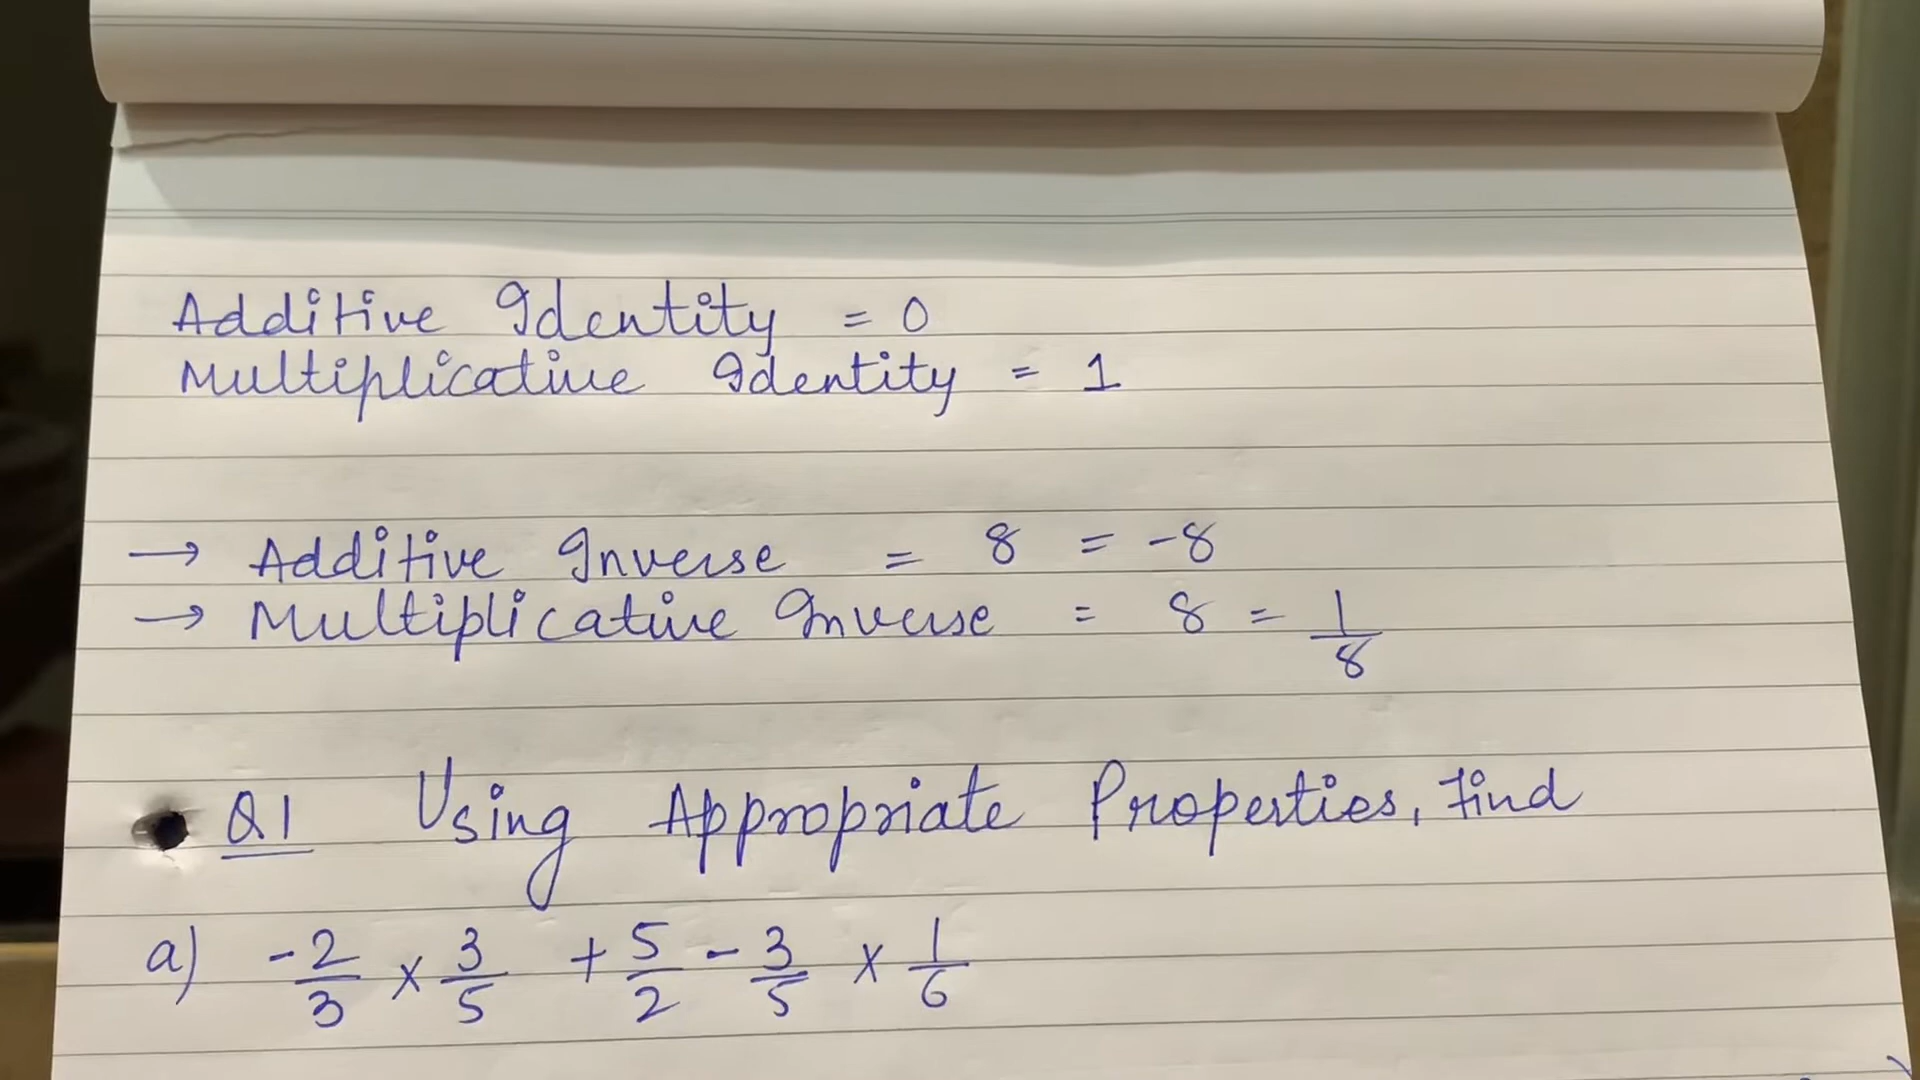 Additive Identity = 0
Multiplicative Identity = 1
→ Additive Inverse = 8 = -8
→ Multiplicative Inverse = 8 = 1/8
Q1 Using Appropriate Properties, find
a) -2/3 × 3/5 + 5/2 - 3/5 × 1/6